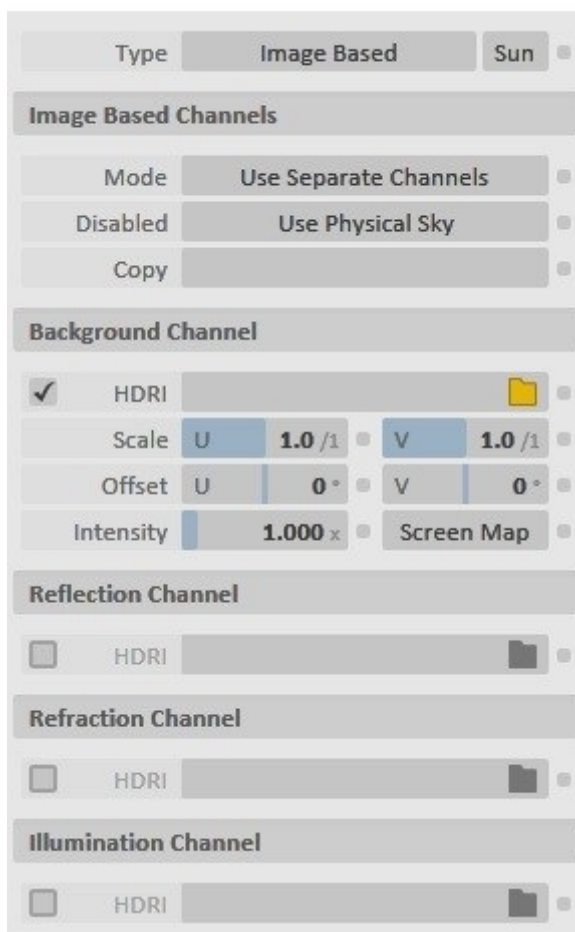 Type Image Based Sun
Image Based Channels
Mode Use Separate Channels
Disabled Use Physical Sky
Copy
Background Channel
HDRI
Scale U 1.0 /1 V 1.0 /1
Offset U 0 ° V 0 °
Intensity 1.000 x Screen Map
Reflection Channel
HDRI
Refraction Channel
HDRI
Illumination Channel
HDRI